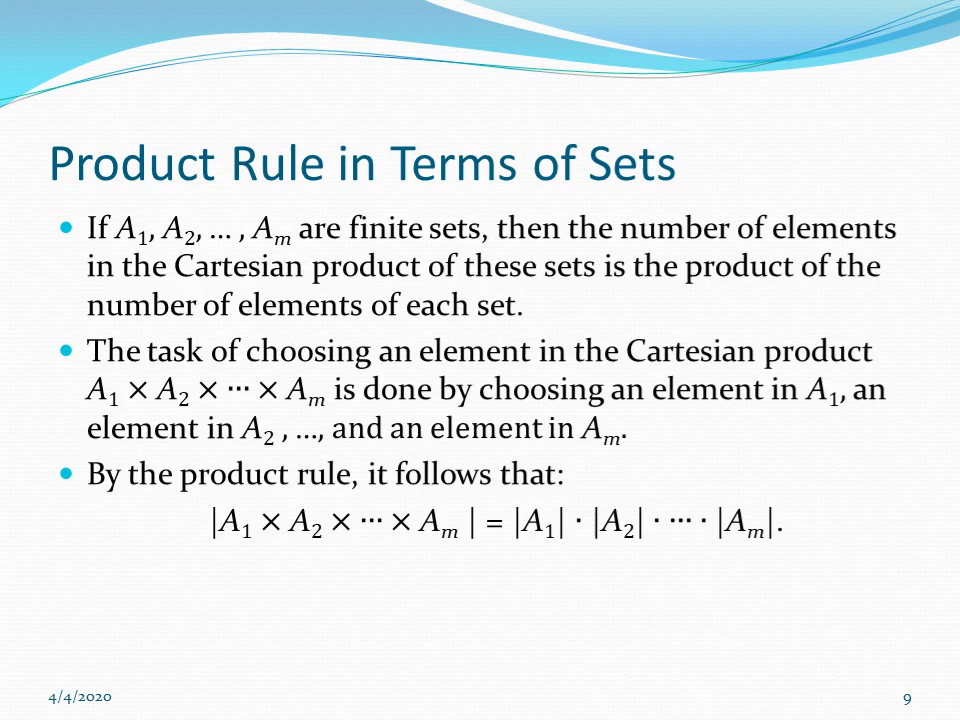 Product Rule in Terms of Sets
• If A₁, A₂, … , Aₘ are finite sets, then the number of elements
in the Cartesian product of these sets is the product of the
number of elements of each set.
• The task of choosing an element in the Cartesian product
A₁ × A₂ × ∙∙∙ × Aₘ is done by choosing an element in A₁, an
element in A₂ , …, and an element in Aₘ.
• By the product rule, it follows that:
|A₁ × A₂ × ∙∙∙ × Aₘ | = |A₁| ∙ |A₂| ∙ ∙∙∙ ∙ |Aₘ|.
4/4/2020
9